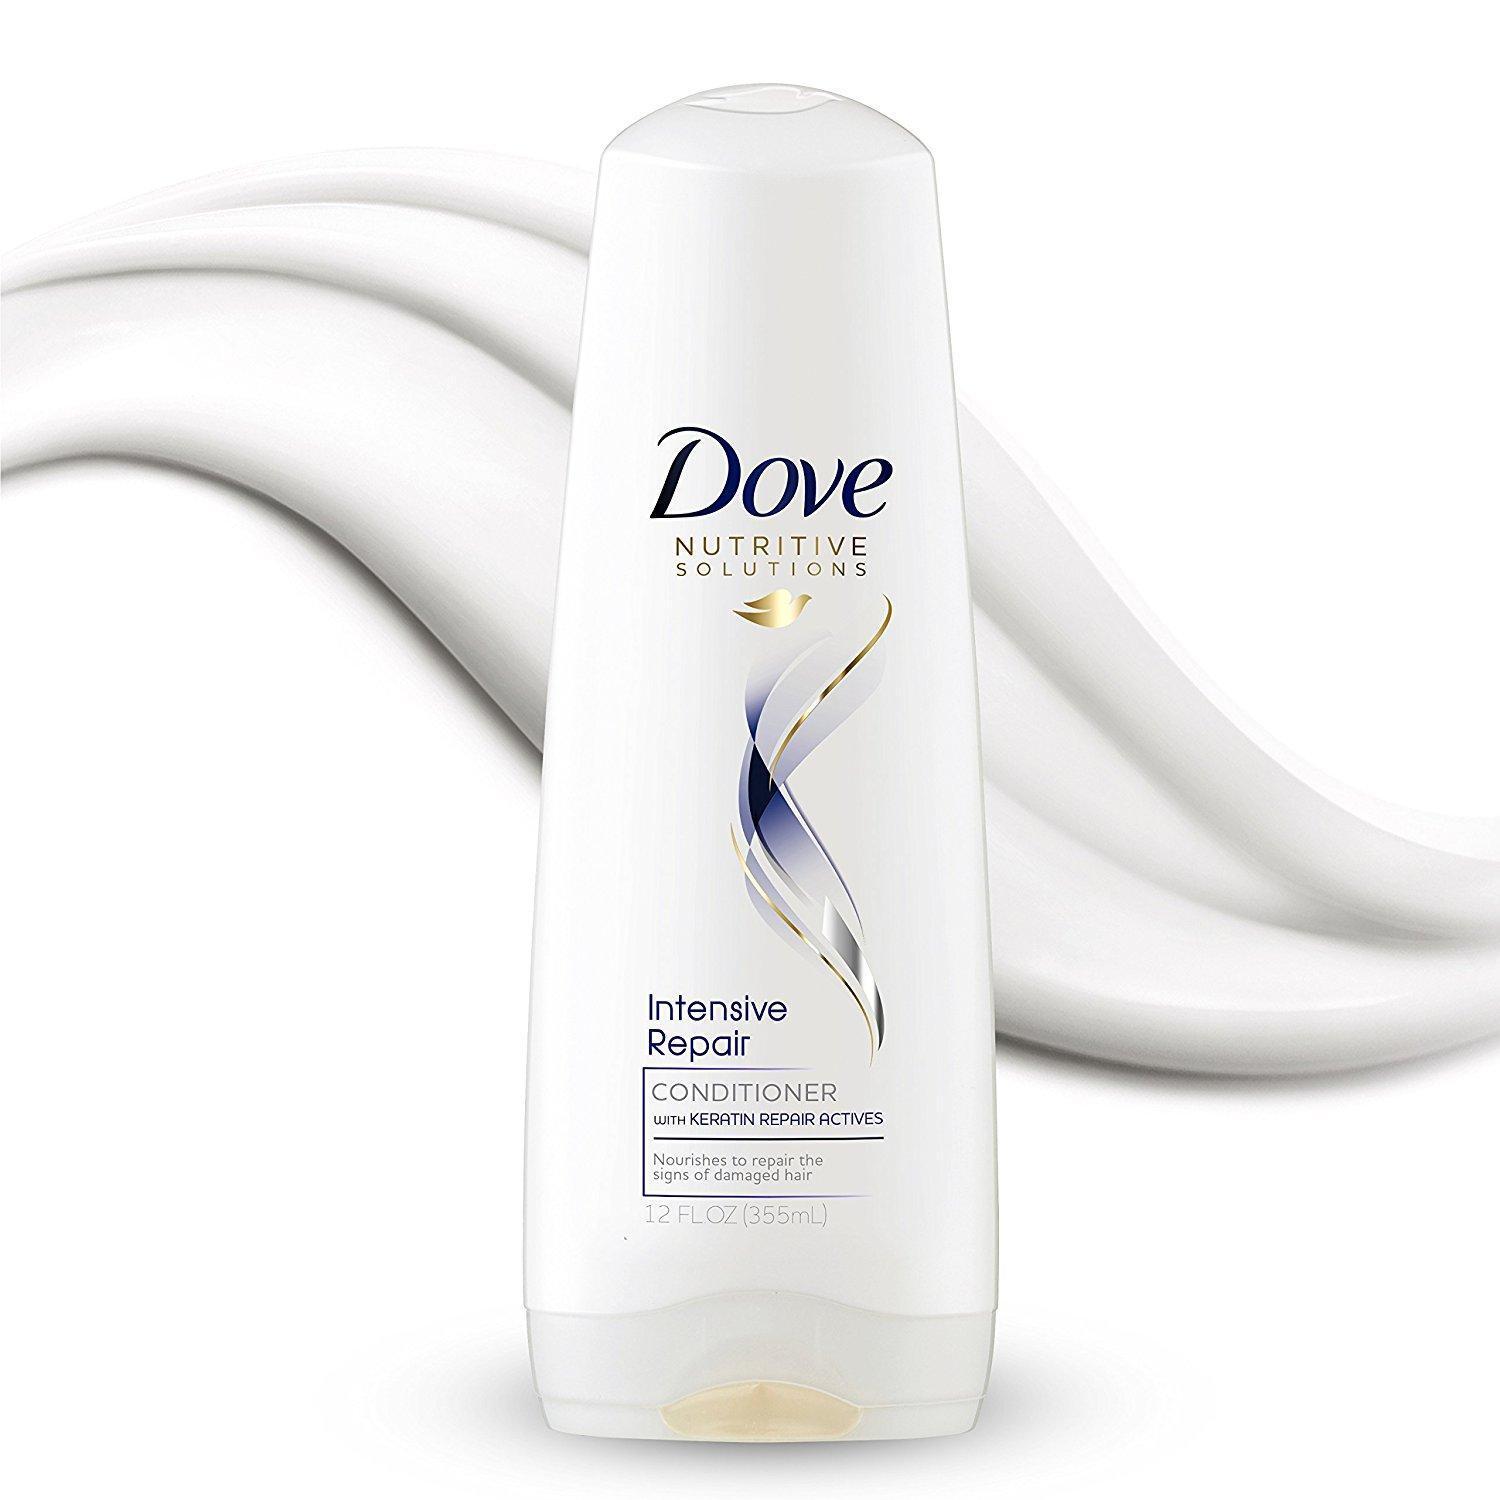 Dove
NUTRITIVE
SOLUTIONS
Intensive
Repair
CONDITIONER
WITH KERATIN REPAIR ACTIVES
Nourishes to repair the
signs of damaged hair
12 FL OZ (355mL)